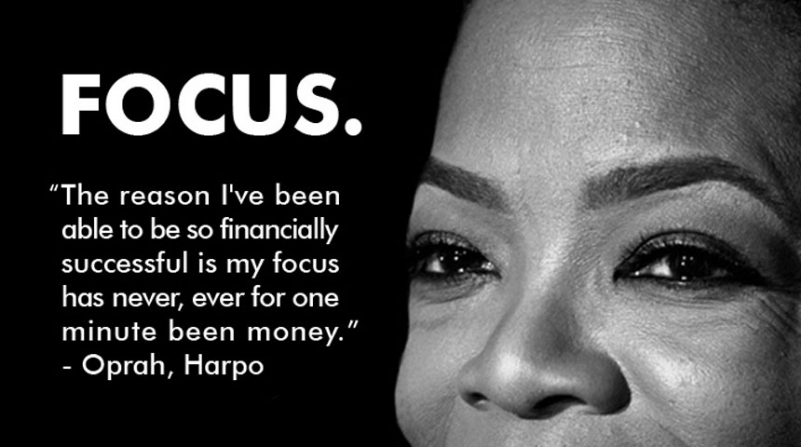 FOCUS.
“The reason I've been
able to be so financially
successful is my focus
has never, ever for one
minute been money.”
- Oprah, Harpo